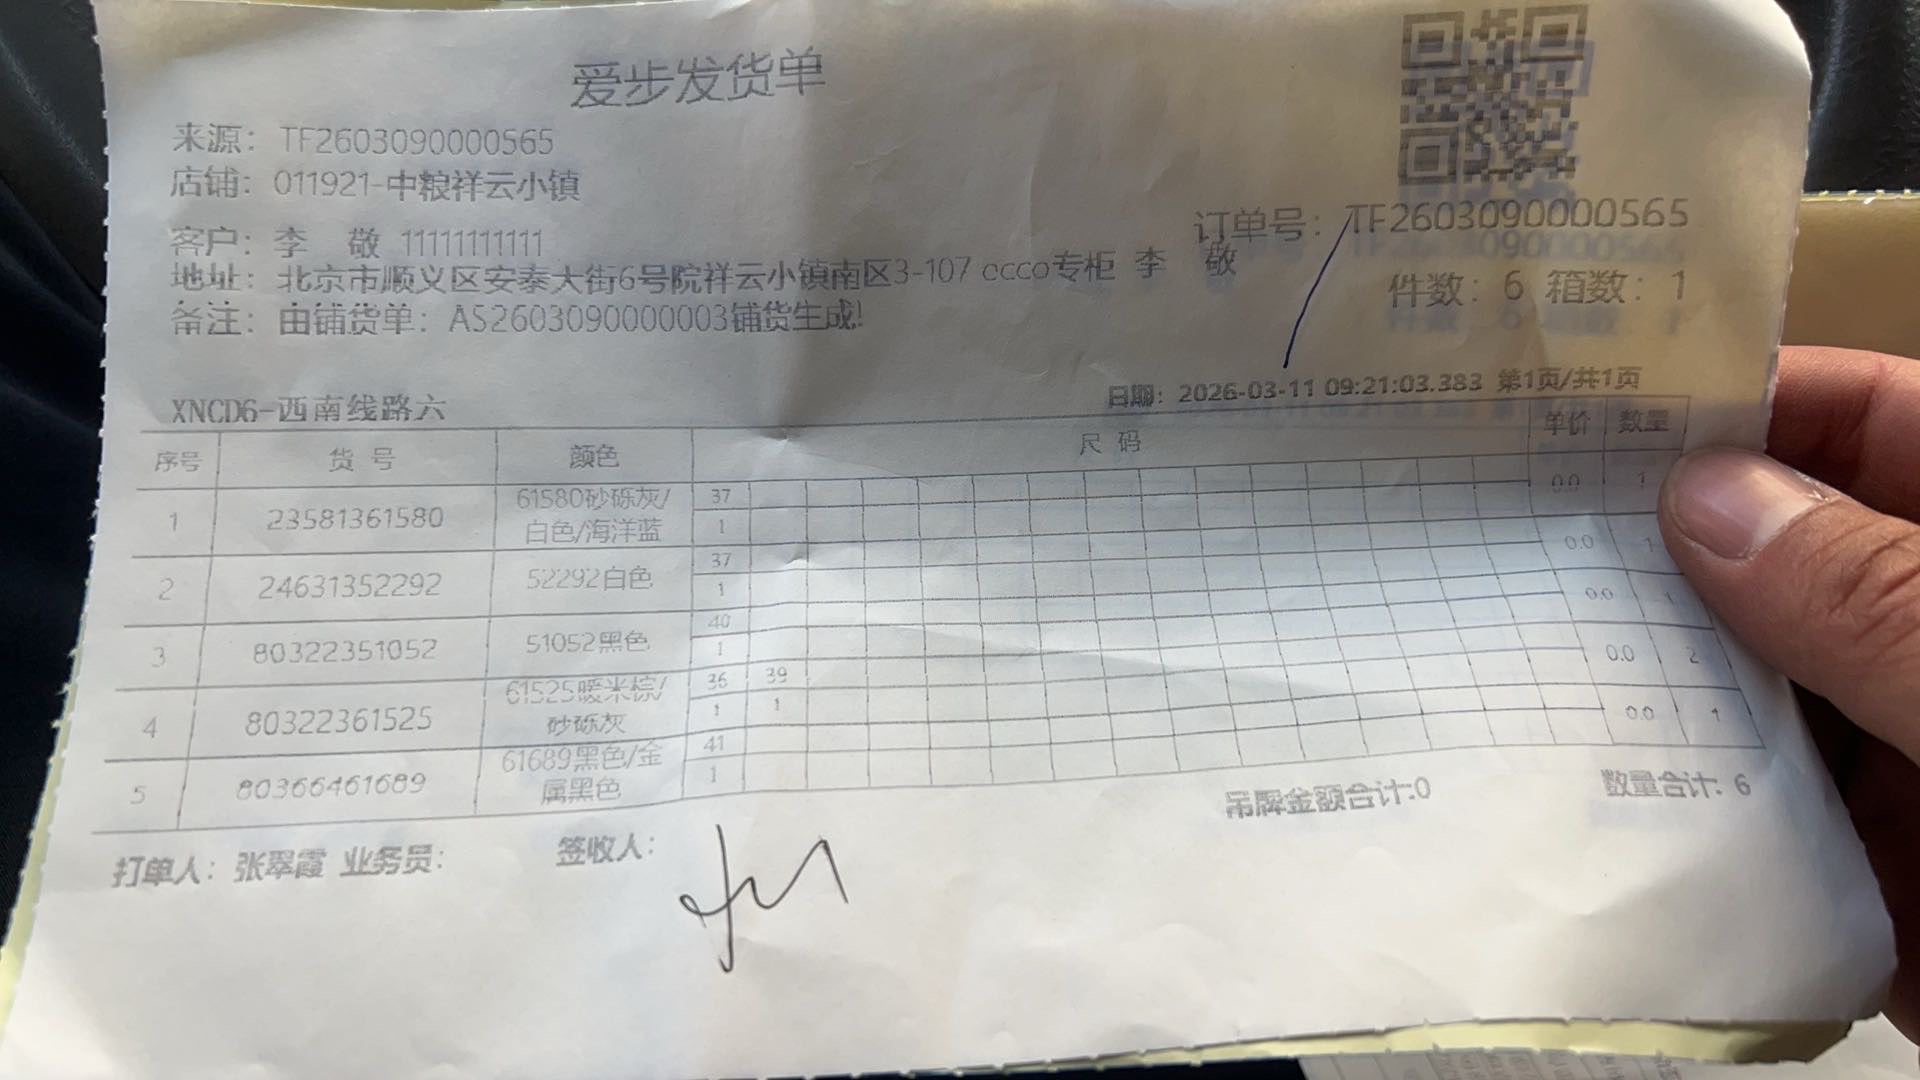 爱步发货单
来源：TF2603090000565
店铺：011921-中粮祥云小镇
订单号：TF2603090000565
客户：李 敬 11111111111
地址：北京市顺义区安泰大街6号院祥云小镇南区3-107 ccco专柜 李 敬
件数：6 箱数：1
备注：由铺货单：AS2603090000003铺货生成!
日期：2026-03-11 09:21:03.383 第1页/共1页
XNCD6-西南线路六
序号 货号 颜色 尺码 单价 数量
1 23581361580 61580砂砾灰/白色/海洋蓝 37 1 0.0 1
2 24631352292 52292白色 37 1 0.0 1
3 80322351052 51052黑色 40 1 0.0 1
4 80322361525 61525暖米棕/砂砾灰 36 39 1 1 0.0 2
5 80366461689 61689黑色/金属黑色 41 1 0.0 1
吊牌金额合计:0 数量合计: 6
打单人：张翠霞 业务员： 签收人：